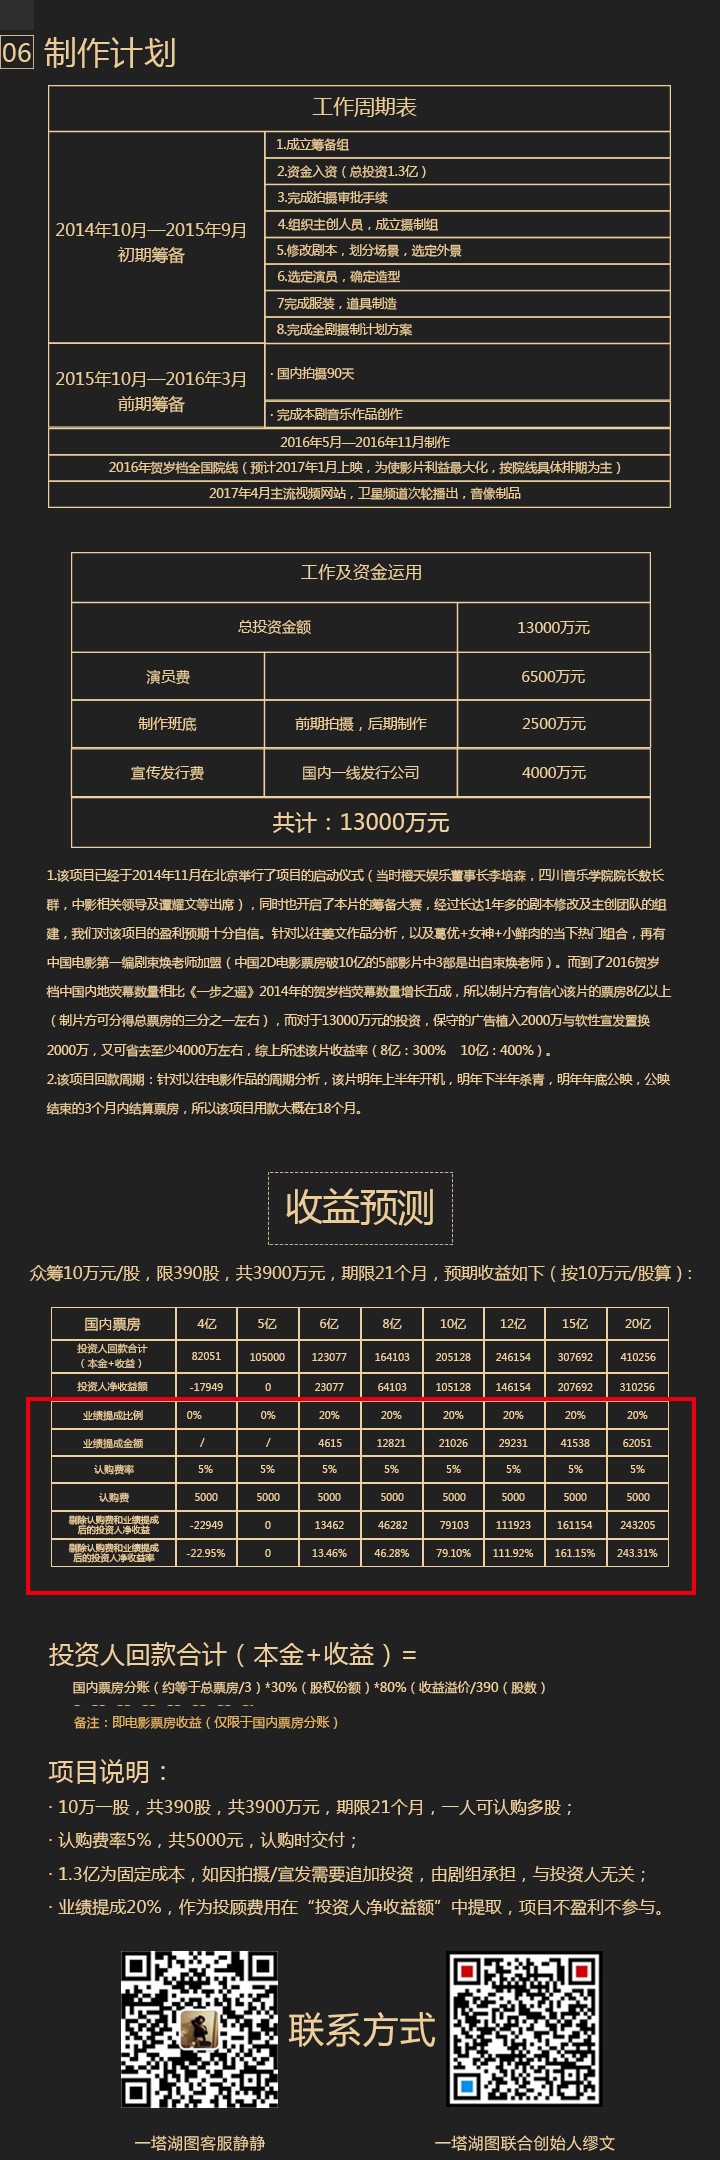 06 制作计划
工作周期表
2014年10月—2015年9月
初期筹备
1.成立筹备组
2.资金入资（总投资1.3亿）
3.完成拍摄审批手续
4.组织主创人员，成立摄制组
5.修改剧本，划分场景，选定外景
6.选定演员，确定造型
7完成服装，道具制造
8.完成全剧摄制计划方案
2015年10月—2016年3月
前期筹备
· 国内拍摄90天
· 完成本剧音乐作品创作
2016年5月—2016年11月制作
2016年贺岁档全国院线（预计2017年1月上映，为使影片利益最大化，按院线具体排期为主）
2017年4月主流视频网站，卫星频道次轮播出，音像制品
工作及资金运用
总投资金额 13000万元
演员费 6500万元
制作班底 前期拍摄，后期制作 2500万元
宣传发行费 国内一线发行公司 4000万元
共计：13000万元
1.该项目已经于2014年11月在北京举行了项目的启动仪式（当时橙天娱乐董事长李培森，四川音乐学院院长敖长
群，中影相关领导及谭耀文等出席），同时也开启了本片的筹备大赛，经过长达1年多的剧本修改及主创团队的组
建，我们对该项目的盈利预期十分自信。针对以往姜文作品分析，以及葛优+女神+小鲜肉的当下热门组合，再有
中国电影第一编剧束焕老师加盟（中国2D电影票房破10亿的5部影片中3部是出自束焕老师）。而到了2016贺岁
档中国内地荧幕数量相比《一步之遥》2014年的贺岁档荧幕数量增长五成，所以制片方有信心该片的票房8亿以上
（制片方可分得总票房的三分之一左右），而对于13000万元的投资，保守的广告植入2000万与软性宣发置换
2000万，又可省去至少4000万左右，综上所述该片收益率（8亿：300% 10亿：400%）。
2.该项目回款周期：针对以往电影作品的周期分析，该片明年上半年开机，明年下半年杀青，明年年底公映，公映
结束的3个月内结算票房，所以该项目用款大概在18个月。
收益预测
众筹10万元/股，限390股，共3900万元，期限21个月，预期收益如下（按10万元/股算）：
国内票房 4亿 5亿 6亿 8亿 10亿 12亿 15亿 20亿
投资人回款合计
（本金+收益） 82051 105000 123077 164103 205128 246154 307692 410256
投资人净收益额 -17949 0 23077 64103 105128 146154 207692 310256
业绩提成比例 0% 0% 20% 20% 20% 20% 20% 20%
业绩提成金额 / / 4615 12821 21026 29231 41538 62051
认购费率 5% 5% 5% 5% 5% 5% 5% 5%
认购费 5000 5000 5000 5000 5000 5000 5000 5000
剔除认购费和业绩提成
后的投资人净收益 -22949 0 13462 46282 79103 111923 161154 243205
剔除认购费和业绩提成
后的投资人净收益率 -22.95% 0 13.46% 46.28% 79.10% 111.92% 161.15% 243.31%
投资人回款合计（本金+收益）=
国内票房分账（约等于总票房/3）*30%（股权份额）*80%（收益溢价/390（股数）
备注：即电影票房收益（仅限于国内票房分账）
项目说明：
· 10万一股，共390股，共3900万元，期限21个月，一人可认购多股；
· 认购费率5%，共5000元，认购时交付；
· 1.3亿为固定成本，如因拍摄/宣发需要追加投资，由剧组承担，与投资人无关；
· 业绩提成20%，作为投顾费用在“投资人净收益额”中提取，项目不盈利不参与。
联系方式
一塔湖图客服静静
一塔湖图联合创始人缪文